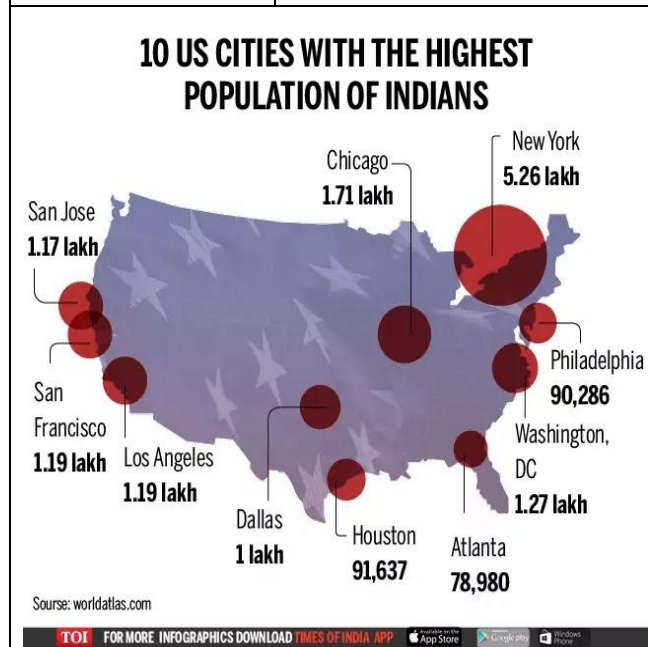 10 US CITIES WITH THE HIGHEST
POPULATION OF INDIANS
New York
5.26 lakh
Chicago
1.71 lakh
San Jose
1.17 lakh
San
Francisco
1.19 lakh
Los Angeles
1.19 lakh
Dallas
1 lakh
Houston
91,637
Atlanta
78,980
Washington,
DC
1.27 lakh
Philadelphia
90,286
Sourse: worldatlas.com
TOI FOR MORE INFOGRAPHICS DOWNLOAD TIMES OF INDIA APP
Available on the
App Store
Google play
Windows
Phone